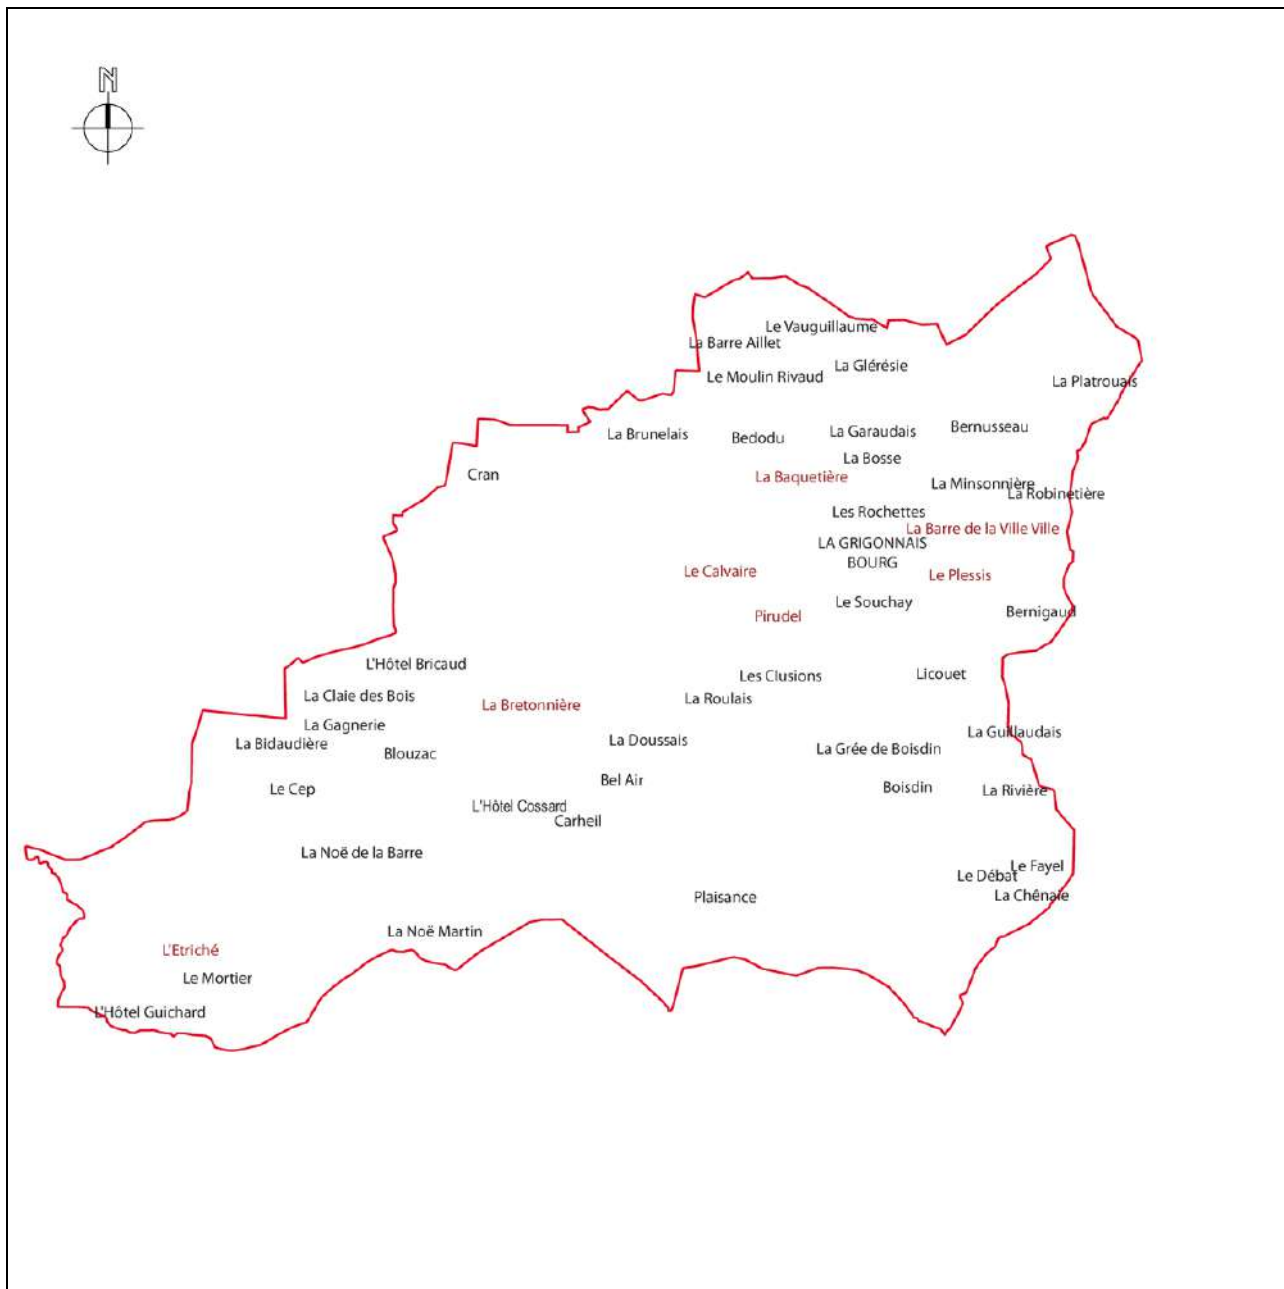 N
Le Vauguillaume
La Barre Aillet
La Glérésie
Le Moulin Rivaud
La Platrouais
La Brunelais
Bedodu
La Garaudais
Bernusseau
La Bosse
Cran
La Baquetière
La Minsonnière
La Robinetière
Les Rochettes
La Barre de la Ville Ville
LA GRIGONNAIS
BOURG
Le Calvaire
Le Plessis
Le Souchay
Pirudel
Bernigaud
L'Hôtel Bricaud
Les Clusions
Licouet
La Claie des Bois
La Roulais
La Bretonnière
La Gagnerie
La Guillaudais
La Bidaudière
La Doussais
Blouzac
La Grée de Boisdin
Bel Air
Le Cep
Boisdin
La Rivière
L'Hôtel Cossard
Carheil
La Noë de la Barre
Le Fayel
Le Débat
La Chênaie
Plaisance
La Noë Martin
L'Etriché
Le Mortier
L'Hôtel Guichard